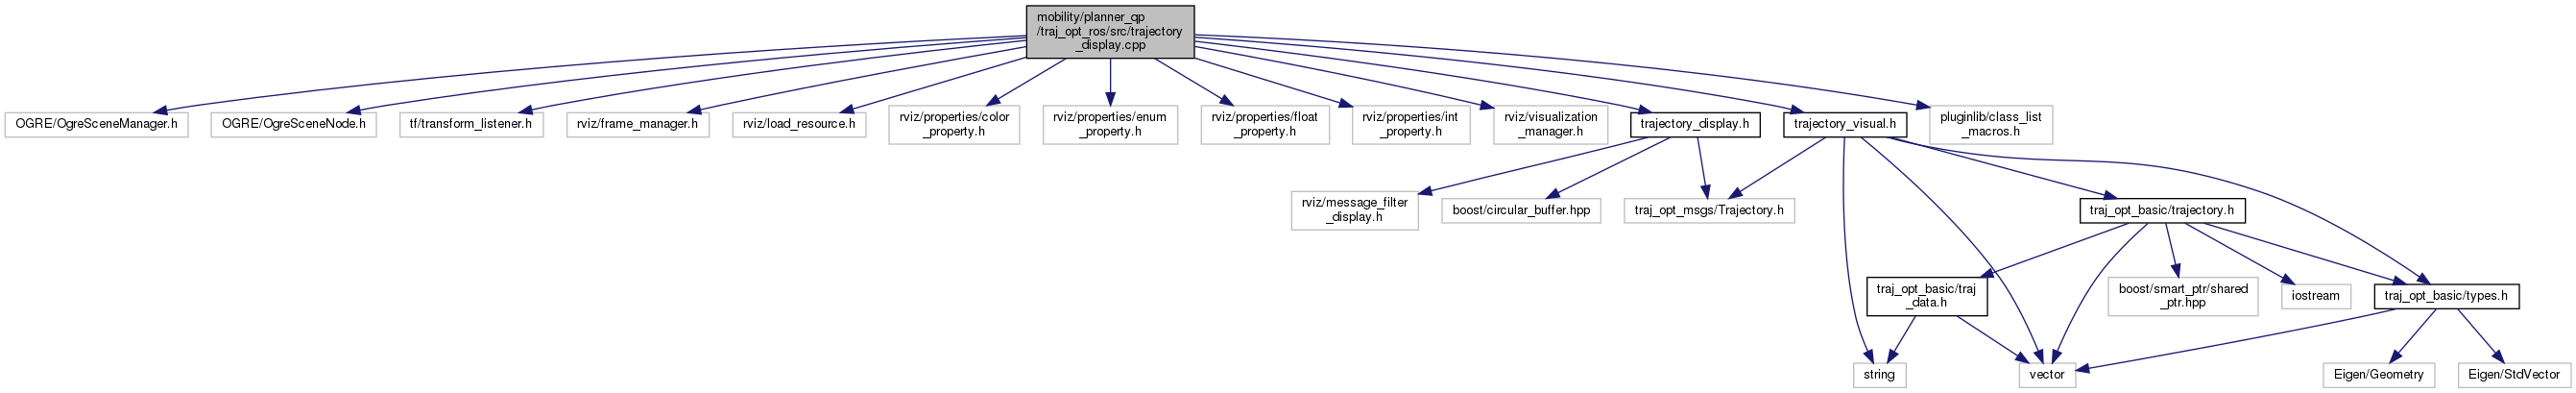 mobility/planner_qp
/traj_opt_ros/src/trajectory
_display.cpp
OGRE/OgreSceneManager.h
OGRE/OgreSceneNode.h
tf/transform_listener.h
rviz/frame_manager.h
rviz/load_resource.h
rviz/properties/color
_property.h
rviz/properties/enum
_property.h
rviz/properties/float
_property.h
rviz/properties/int
_property.h
rviz/visualization
_manager.h
trajectory_display.h
trajectory_visual.h
pluginlib/class_list
_macros.h
rviz/message_filter
_display.h
boost/circular_buffer.hpp
traj_opt_msgs/Trajectory.h
traj_opt_basic/trajectory.h
traj_opt_basic/traj
_data.h
boost/smart_ptr/shared
_ptr.hpp
iostream
traj_opt_basic/types.h
string
vector
Eigen/Geometry
Eigen/StdVector